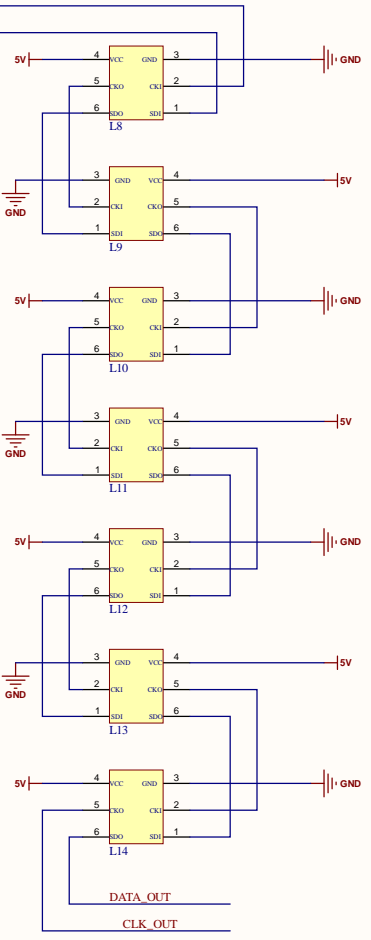 5V 4 VCC GND 3 GND
5 CKO CKI 2
6 SDO SDI 1
L8
3 GND VCC 4 5V
GND 2 CKI CKO 5
1 SDI SDO 6
L9
5V 4 VCC GND 3 GND
5 CKO CKI 2
6 SDO SDI 1
L10
3 GND VCC 4 5V
GND 2 CKI CKO 5
1 SDI SDO 6
L11
5V 4 VCC GND 3 GND
5 CKO CKI 2
6 SDO SDI 1
L12
3 GND VCC 4 5V
GND 2 CKI CKO 5
1 SDI SDO 6
L13
5V 4 VCC GND 3 GND
5 CKO CKI 2
6 SDO SDI 1
L14
DATA_OUT
CLK_OUT